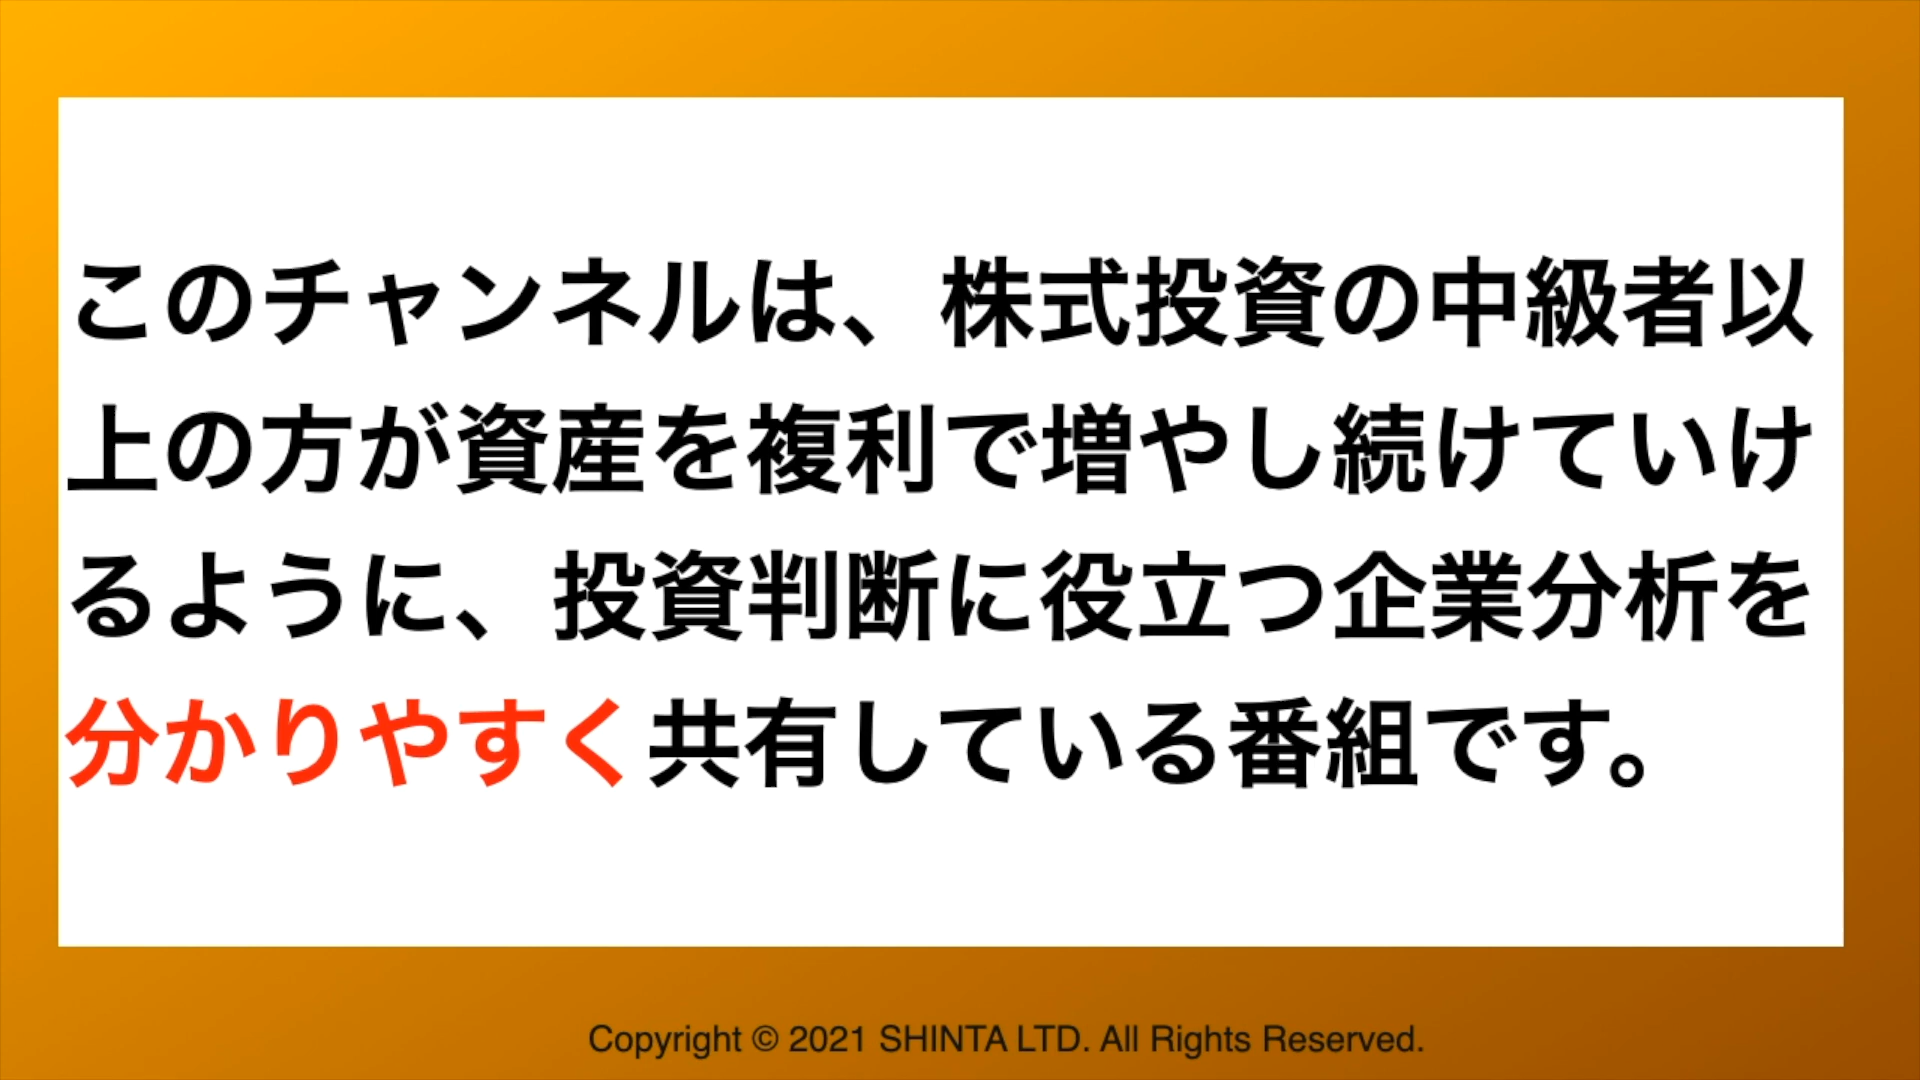 このチャンネルは、株式投資の中級者以
上の方が資産を複利で増やし続けていけ
るように、投資判断に役立つ企業分析を
分かりやすく共有している番組です。
Copyright © 2021 SHINTA LTD. All Rights Reserved.